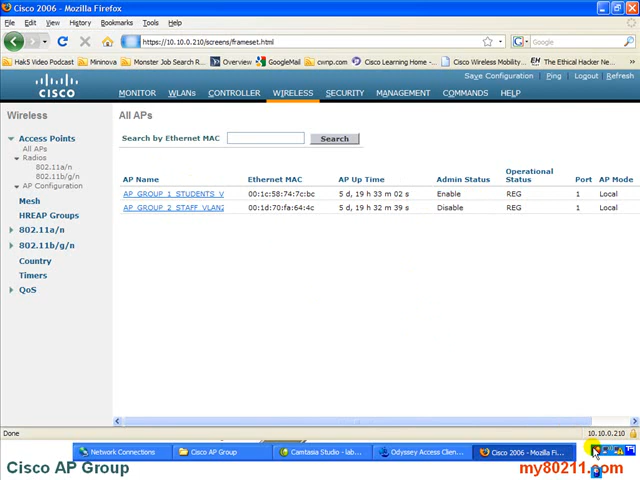 Cisco 2006 - Mozilla Firefox
File Edit View History Bookmarks Tools Help
https://10.10.0.210/screens/frameset.html
Google
Hak5 Video Podcast Mininova Monster Job Search R... Overview GoogleMail cwnp.com Cisco Learning Home -... Cisco Wireless Mobility... The Ethical Hacker Ne...
Save Configuration Ping Logout Refresh
CISCO
MONITOR WLANs CONTROLLER WIRELESS SECURITY MANAGEMENT COMMANDS HELP
Wireless
Access Points
All APs
Radios
802.11a/n
802.11b/g/n
AP Configuration
Mesh
HREAP Groups
802.11a/n
802.11b/g/n
Country
Timers
QoS
All APs
Search by Ethernet MAC Search
AP Name Ethernet MAC AP Up Time Admin Status Operational Status Port AP Mode
AP_GROUP_1_STUDENTS_V 00:1c:58:74:7c:bc 5 d, 19 h 33 m 02 s Enable REG 1 Local
AP_GROUP_2_STAFF_VLAN2 00:1d:70:fa:64:4c 5 d, 19 h 32 m 39 s Disable REG 1 Local
Done 10.10.0.210
Network Connections Cisco AP Group Camtasia Studio - lab... Odyssey Access Clien... Cisco 2006 - Mozilla Fi...
Cisco AP Group my80211.com